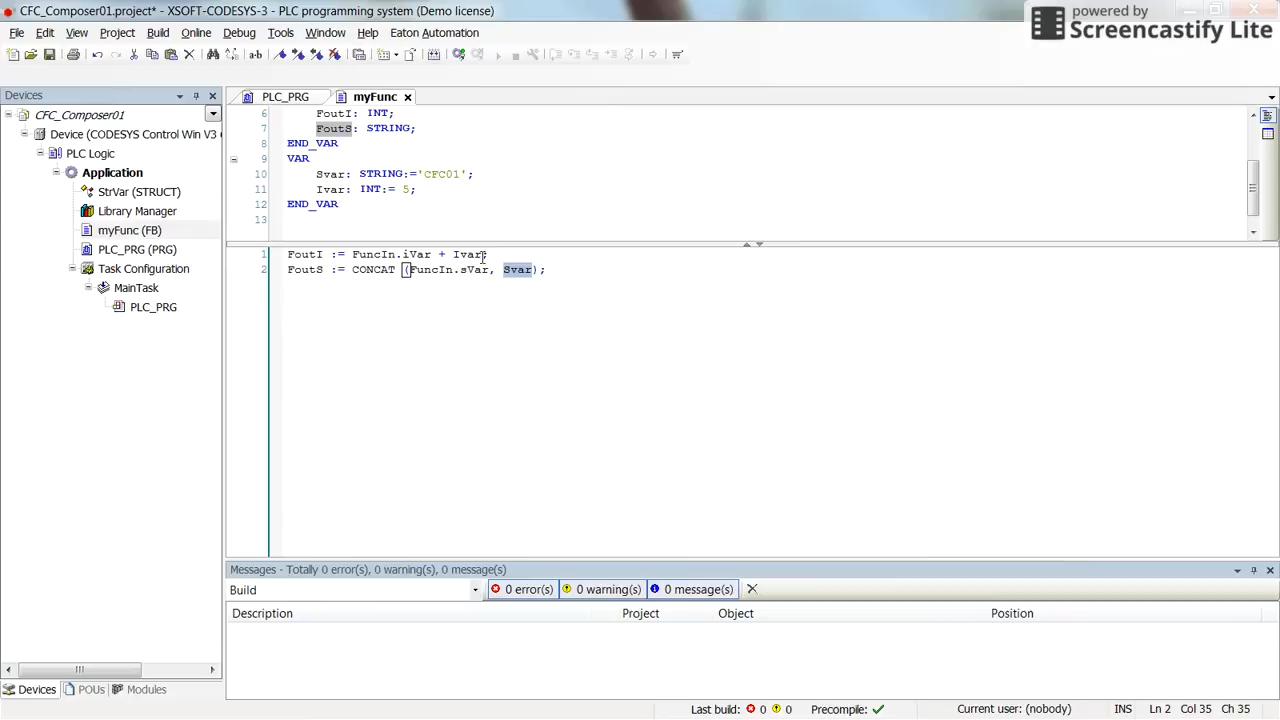 CFC_Composer01.project* - XSOFT-CODESYS-3 - PLC programming system (Demo license)
powered by
Screencastify Lite
File Edit View Project Build Online Debug Tools Window Help Eaton Automation
Devices
PLC_PRG myFunc
CFC_Composer01
Device (CODESYS Control Win V3
PLC Logic
Application
StrVar (STRUCT)
Library Manager
myFunc (FB)
PLC_PRG (PRG)
Task Configuration
MainTask
PLC_PRG
6 FoutI: INT;
7 FoutS: STRING;
8 END_VAR
9 VAR
10 Svar: STRING:='CFC01';
11 Ivar: INT:= 5;
12 END_VAR
13
1 FoutI := FuncIn.iVar + Ivar;
2 FoutS := CONCAT (FuncIn.sVar, Svar);
Messages - Totally 0 error(s), 0 warning(s), 0 message(s)
Build 0 error(s) 0 warning(s) 0 message(s)
Description Project Object Position
Devices POUs Modules
Last build: 0 0 Precompile: Current user: (nobody) INS Ln 2 Col 35 Ch 35